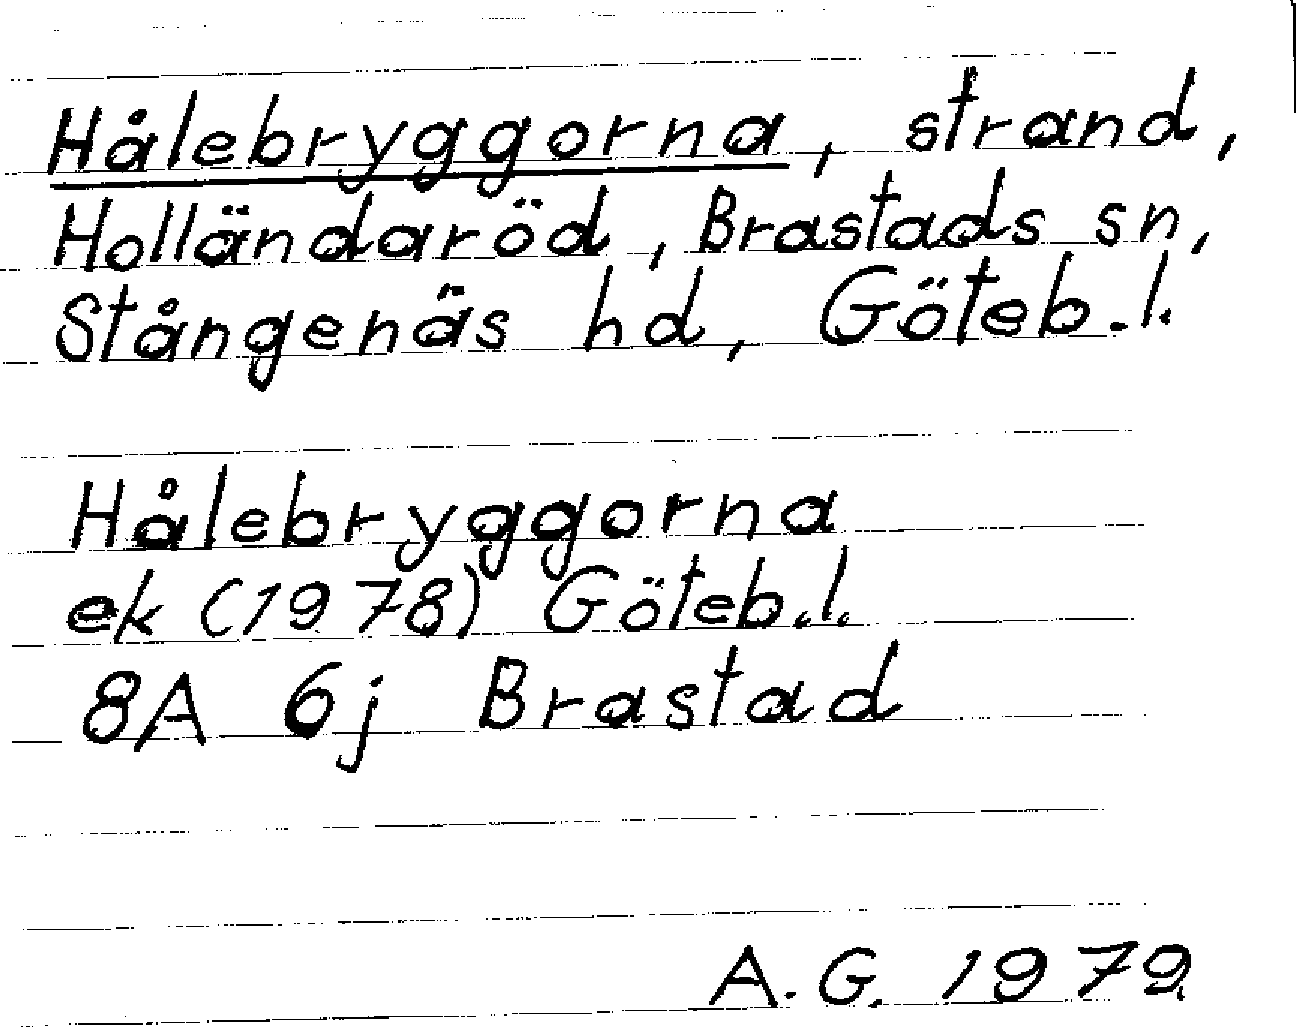 Hålebryggorna, strand,
Holländaröd, Brastads sn,
Stångenäs hd, Göteb.l.
Hålebryggorna
ek (1978) Göteb.l.
8A 6j Brastad
A.G. 1979